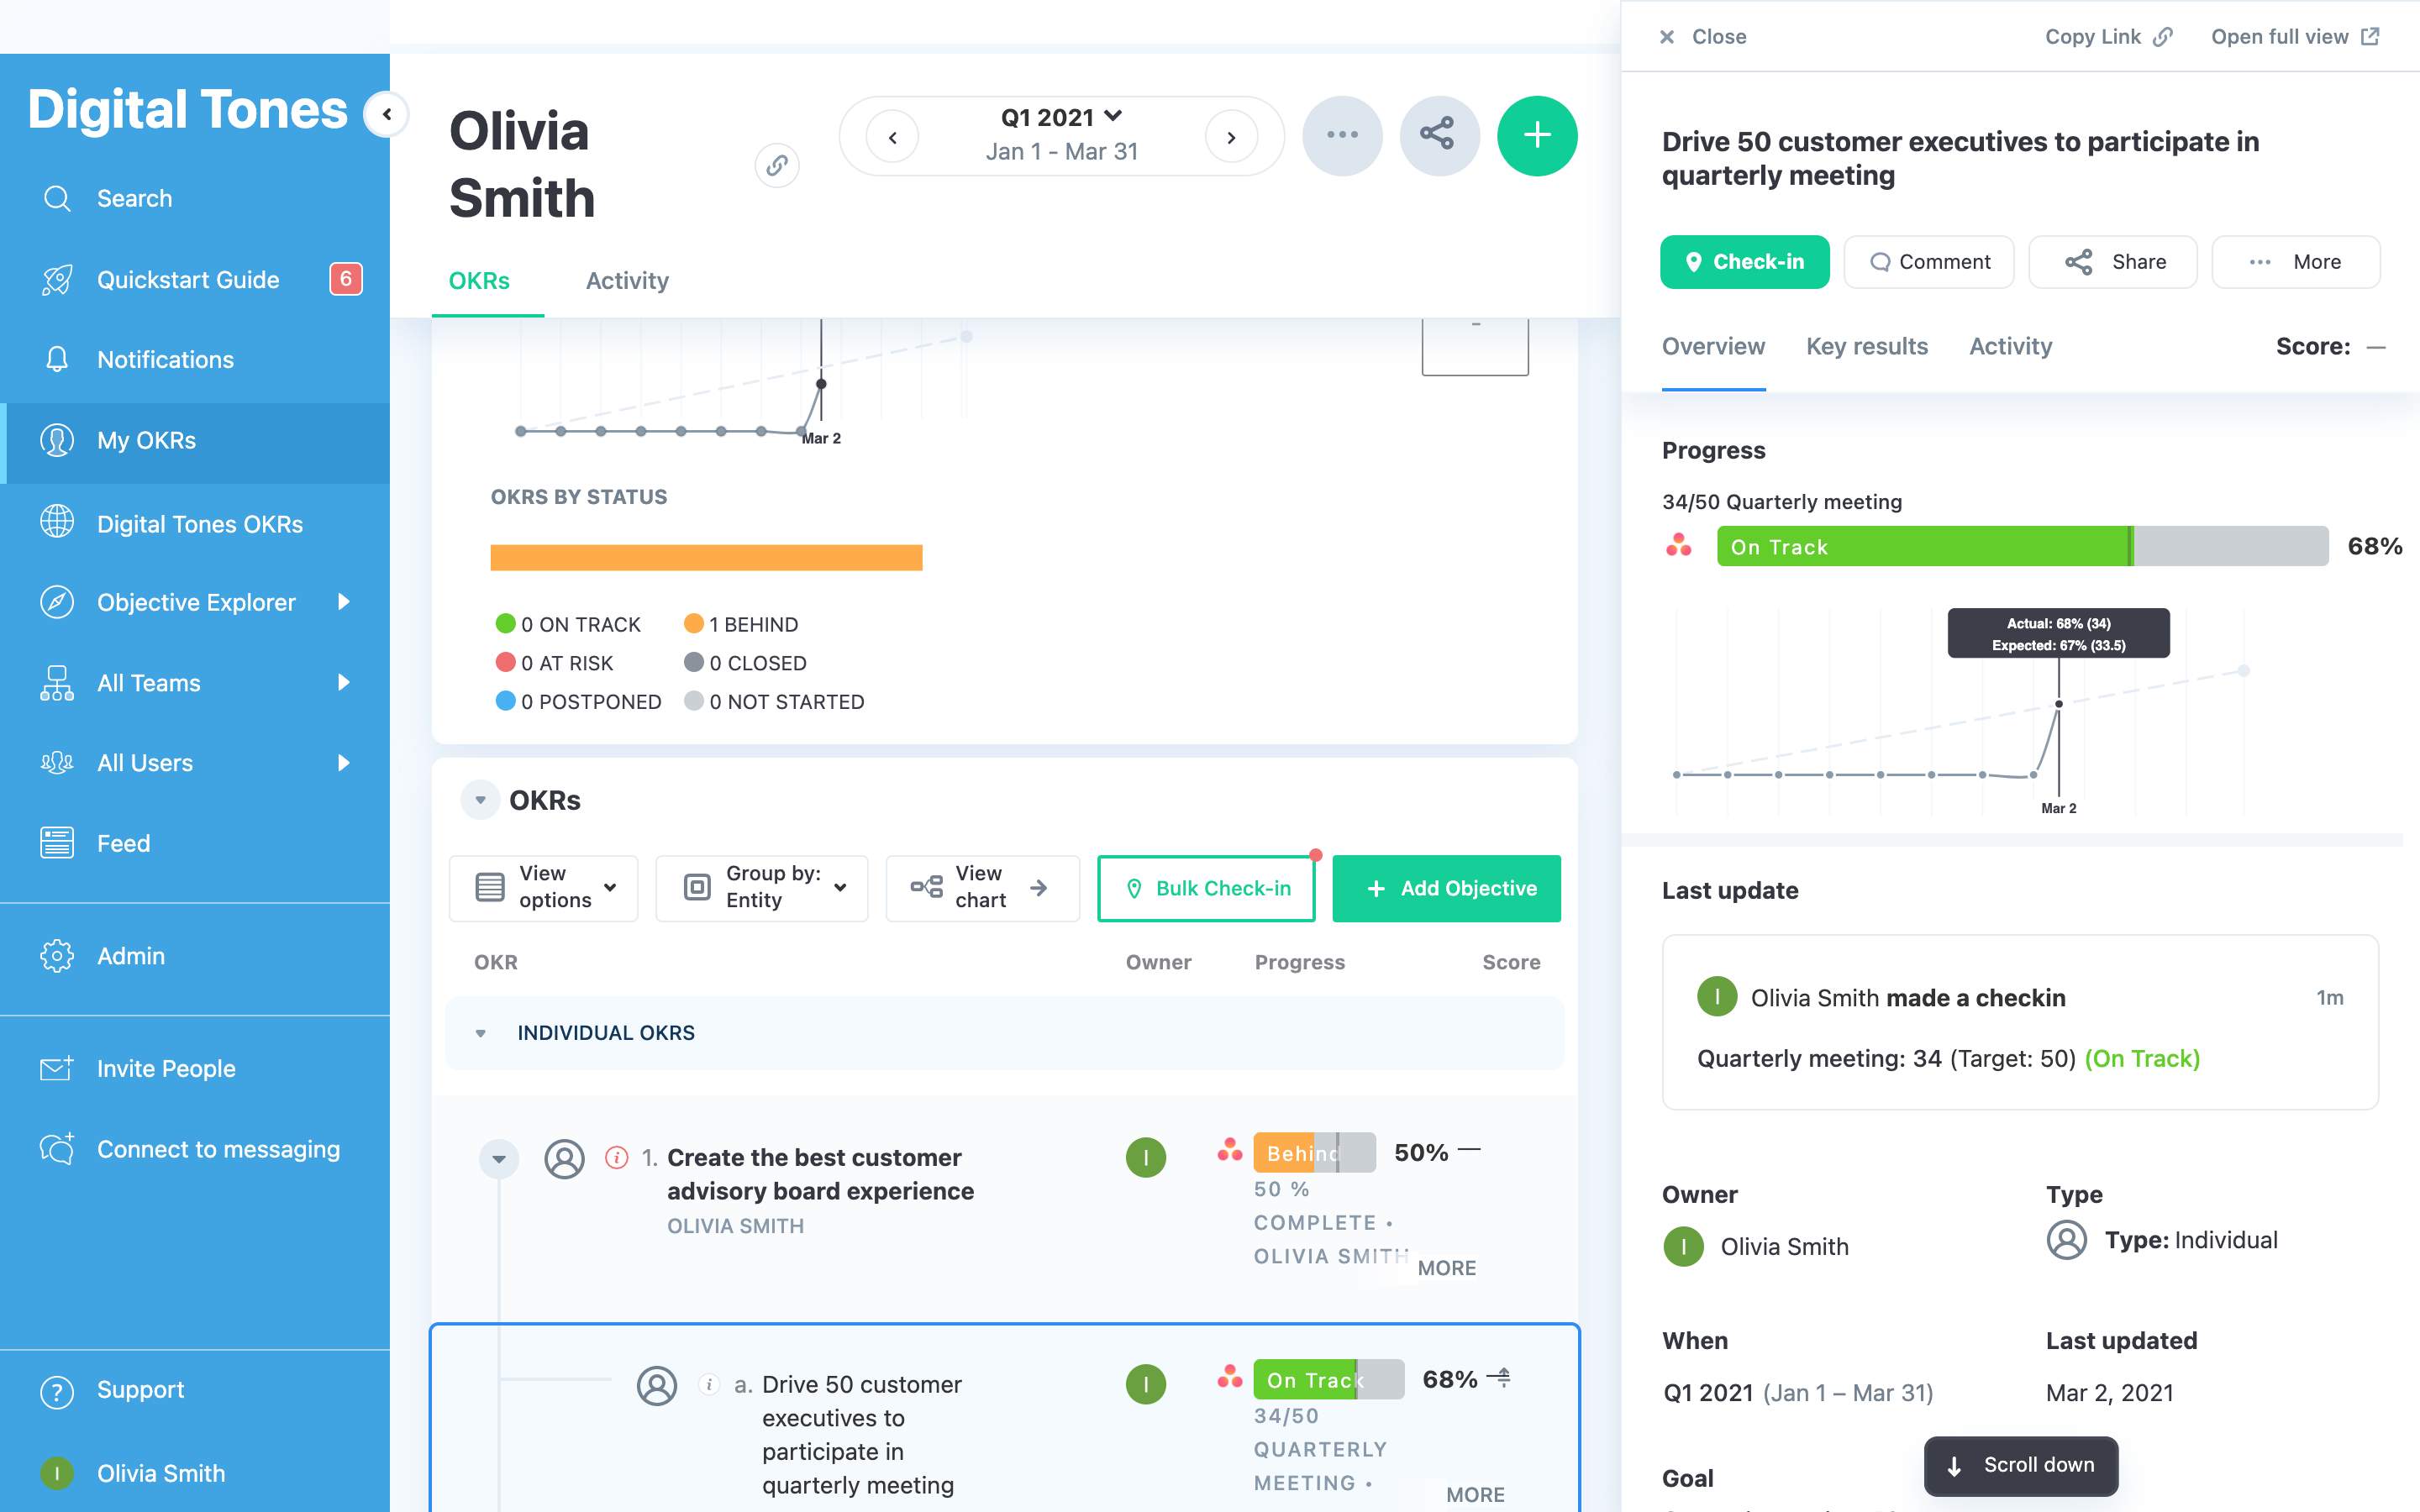 Digital Tones
Search
Quickstart Guide 6
Notifications
My OKRs
Digital Tones OKRs
Objective Explorer
All Teams
All Users
Feed
Admin
Invite People
Connect to messaging
Support
I Olivia Smith
Olivia
Smith
Q1 2021
Jan 1 - Mar 31
OKRs Activity
Mar 2
OKRS BY STATUS
0 ON TRACK 1 BEHIND
0 AT RISK 0 CLOSED
0 POSTPONED 0 NOT STARTED
OKRs
View options
Group by: Entity
View chart
Bulk Check-in
+ Add Objective
OKR Owner Progress Score
INDIVIDUAL OKRS
1. Create the best customer
advisory board experience
OLIVIA SMITH
I
Behind 50% —
50 %
COMPLETE •
OLIVIA SMITH
MORE
a. Drive 50 customer
executives to
participate in
quarterly meeting
I
On Track 68%
34/50
QUARTERLY
MEETING •
MORE
Close Copy Link Open full view
Drive 50 customer executives to participate in
quarterly meeting
Check-in Comment Share More
Overview Key results Activity Score: —
Progress
34/50 Quarterly meeting
On Track 68%
Actual: 68% (34)
Expected: 67% (33.5)
Mar 2
Last update
I Olivia Smith made a checkin 1m
Quarterly meeting: 34 (Target: 50) (On Track)
Owner Type
I Olivia Smith Type: Individual
When Last updated
Q1 2021 (Jan 1 – Mar 31) Mar 2, 2021
Goal
Scroll down